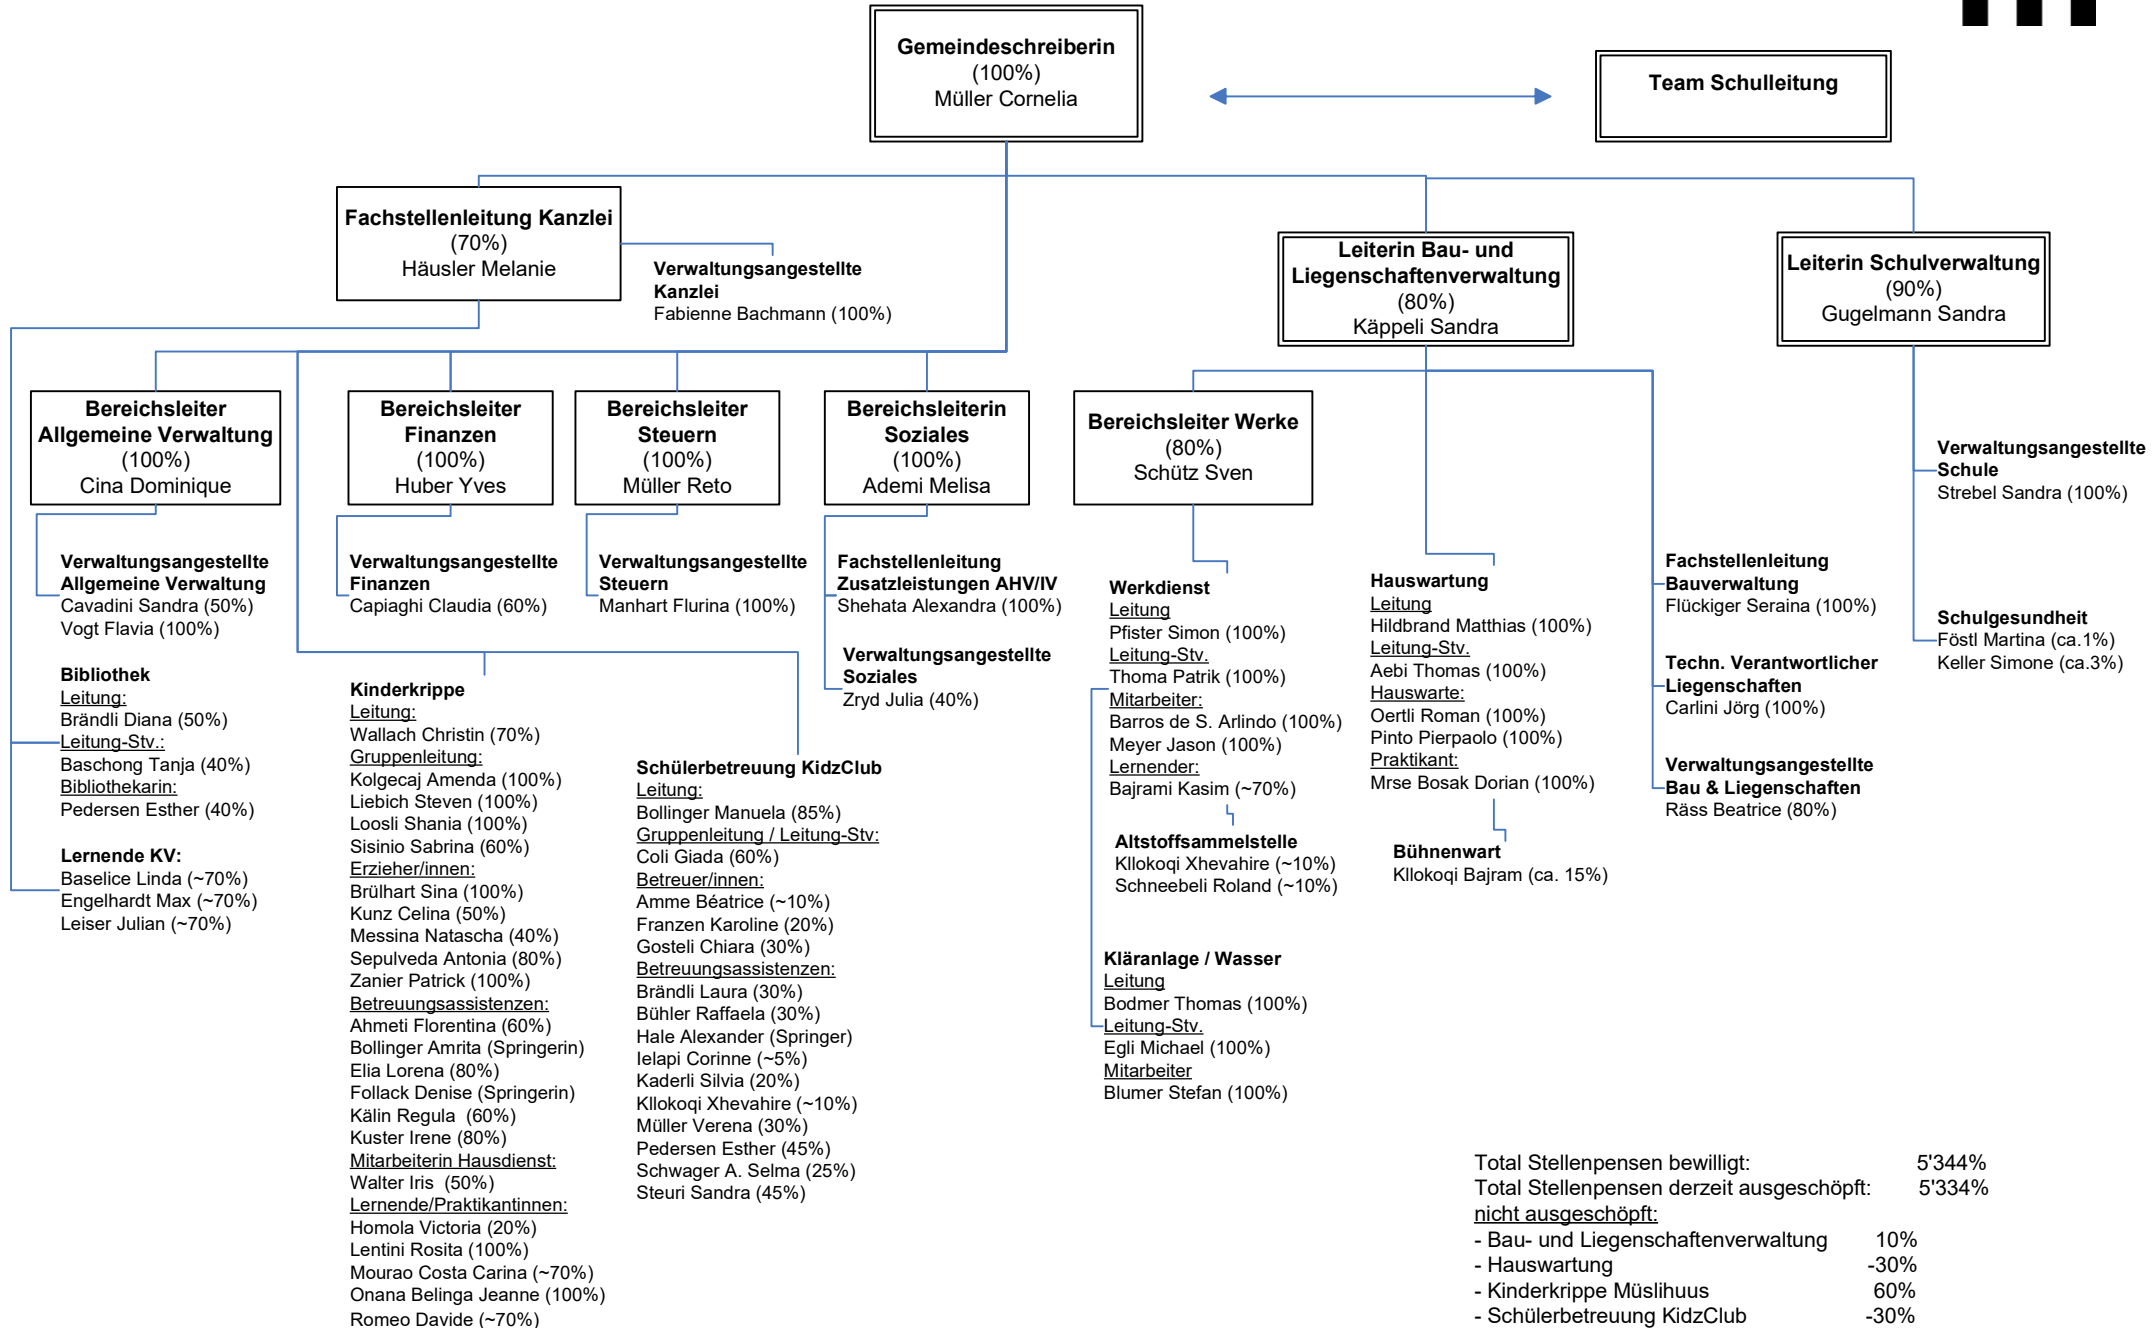 Gemeindeschreiberin
(100%)
Müller Cornelia
Team Schulleitung
Fachstellenleitung Kanzlei
(70%)
Häusler Melanie
Verwaltungsangestellte
Kanzlei
Fabienne Bachmann (100%)
Leiterin Bau- und
Liegenschaftenverwaltung
(80%)
Käppeli Sandra
Leiterin Schulverwaltung
(90%)
Gugelmann Sandra
Bereichsleiter
Allgemeine Verwaltung
(100%)
Cina Dominique
Bereichsleiter
Finanzen
(100%)
Huber Yves
Bereichsleiter
Steuern
(100%)
Müller Reto
Bereichsleiterin
Soziales
(100%)
Ademi Melisa
Bereichsleiter Werke
(80%)
Schütz Sven
Verwaltungsangestellte
Schule
Strebel Sandra (100%)
Schulgesundheit
Föstl Martina (ca.1%)
Keller Simone (ca.3%)
Verwaltungsangestellte
Allgemeine Verwaltung
Cavadini Sandra (50%)
Vogt Flavia (100%)
Bibliothek
Leitung:
Brändli Diana (50%)
Leitung-Stv.:
Baschong Tanja (40%)
Bibliothekarin:
Pedersen Esther (40%)
Lernende KV:
Baselice Linda (~70%)
Engelhardt Max (~70%)
Leiser Julian (~70%)
Verwaltungsangestellte
Finanzen
Capiaghi Claudia (60%)
Verwaltungsangestellte
Steuern
Manhart Flurina (100%)
Fachstellenleitung
Zusatzleistungen AHV/IV
Shehata Alexandra (100%)
Verwaltungsangestellte
Soziales
Zryd Julia (40%)
Kinderkrippe
Leitung:
Wallach Christin (70%)
Gruppenleitung:
Kolgecaj Amenda (100%)
Liebich Steven (100%)
Loosli Shania (100%)
Sisinio Sabrina (60%)
Erzieher/innen:
Brülhart Sina (100%)
Kunz Celina (50%)
Messina Natascha (40%)
Sepulveda Antonia (80%)
Zanier Patrick (100%)
Betreuungsassistenzen:
Ahmeti Florentina (60%)
Bollinger Amrita (Springerin)
Elia Lorena (80%)
Follack Denise (Springerin)
Kälin Regula (60%)
Kuster Irene (80%)
Mitarbeiterin Hausdienst:
Walter Iris (50%)
Lernende/Praktikantinnen:
Homola Victoria (20%)
Lentini Rosita (100%)
Mourao Costa Carina (~70%)
Onana Belinga Jeanne (100%)
Romeo Davide (~70%)
Schülerbetreuung KidzClub
Leitung:
Bollinger Manuela (85%)
Gruppenleitung / Leitung-Stv:
Coli Giada (60%)
Betreuer/innen:
Amme Béatrice (~10%)
Franzen Karoline (20%)
Gosteli Chiara (30%)
Betreuungsassistenzen:
Brändli Laura (30%)
Bühler Raffaela (30%)
Hale Alexander (Springer)
Ielapi Corinne (~5%)
Kaderli Silvia (20%)
Kllokoqi Xhevahire (~10%)
Müller Verena (30%)
Pedersen Esther (45%)
Schwager A. Selma (25%)
Steuri Sandra (45%)
Werkdienst
Leitung
Pfister Simon (100%)
Leitung-Stv.
Thoma Patrik (100%)
Mitarbeiter:
Barros de S. Arlindo (100%)
Meyer Jason (100%)
Lernender:
Bajrami Kasim (~70%)
Altstoffsammelstelle
Kllokoqi Xhevahire (~10%)
Schneebeli Roland (~10%)
Kläranlage / Wasser
Leitung
Bodmer Thomas (100%)
Leitung-Stv.
Egli Michael (100%)
Mitarbeiter
Blumer Stefan (100%)
Hauswartung
Leitung
Hildbrand Matthias (100%)
Leitung-Stv.
Aebi Thomas (100%)
Hauswarte:
Oertli Roman (100%)
Pinto Pierpaolo (100%)
Praktikant:
Mrse Bosak Dorian (100%)
Bühnenwart
Kllokoqi Bajram (ca. 15%)
Fachstellenleitung
Bauverwaltung
Flückiger Seraina (100%)
Techn. Verantwortlicher
Liegenschaften
Carlini Jörg (100%)
Verwaltungsangestellte
Bau & Liegenschaften
Räss Beatrice (80%)
Total Stellenpensen bewilligt: 5'344%
Total Stellenpensen derzeit ausgeschöpft: 5'334%
nicht ausgeschöpft:
- Bau- und Liegenschaftenverwaltung 10%
- Hauswartung -30%
- Kinderkrippe Müslihuus 60%
- Schülerbetreuung KidzClub -30%